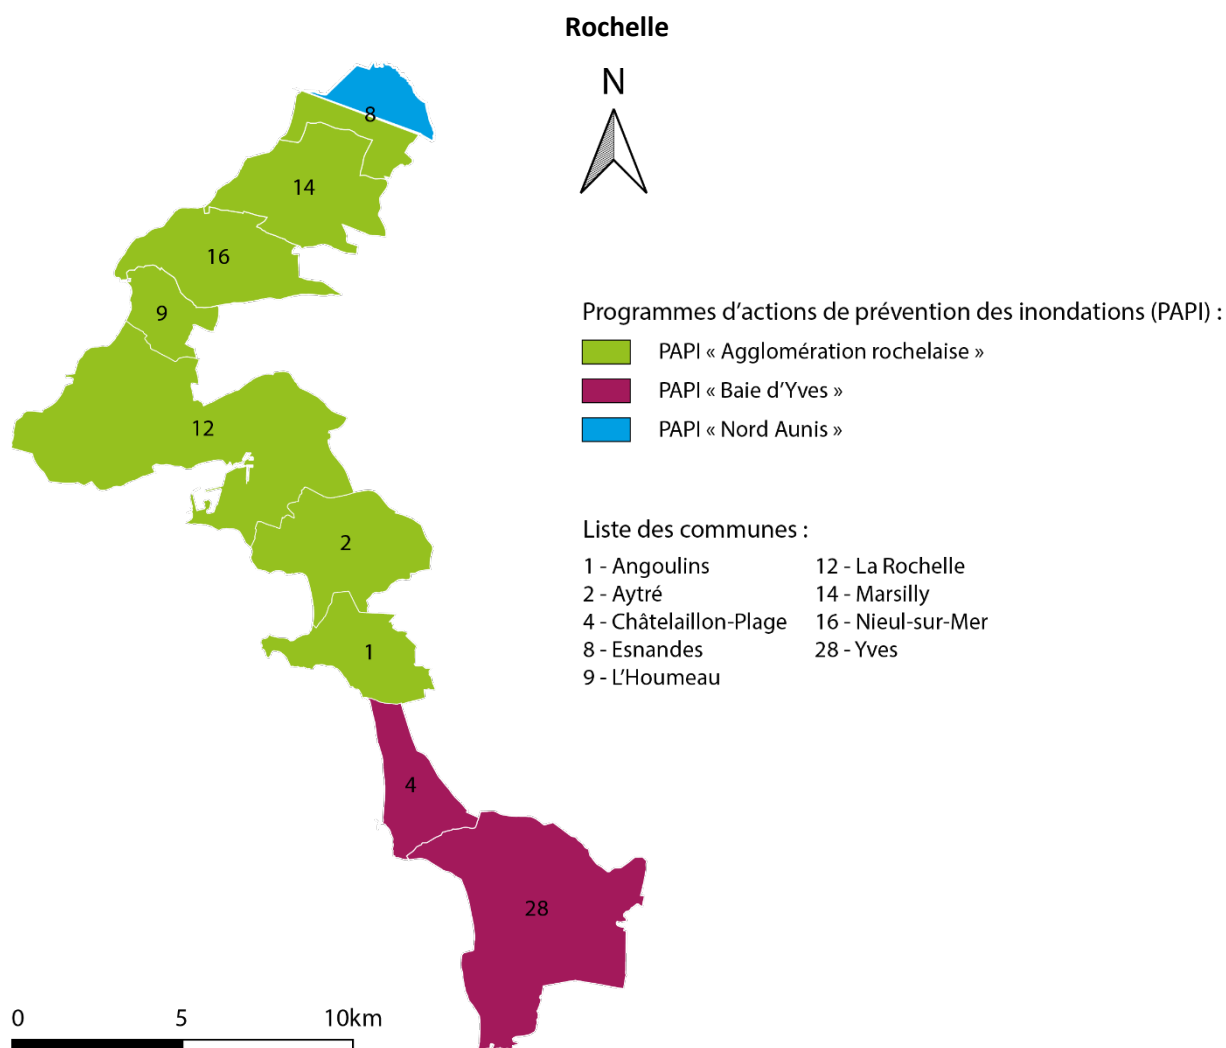 Rochelle
N
8
14
16
9
12
2
1
4
28
Programmes d'actions de prévention des inondations (PAPI) :
PAPI « Agglomération rochelaise »
PAPI « Baie d'Yves »
PAPI « Nord Aunis »
Liste des communes :
1 - Angoulins
2 - Aytré
4 - Châtelaillon-Plage
8 - Esnandes
9 - L'Houmeau
12 - La Rochelle
14 - Marsilly
16 - Nieul-sur-Mer
28 - Yves
0 5 10km